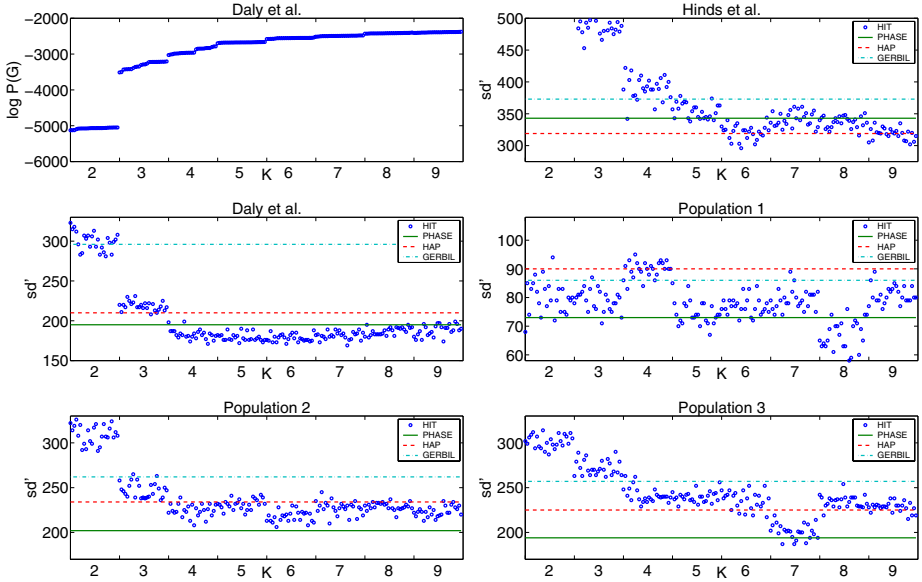 Daly et al.
log P(G)
−2000
−3000
−4000
−5000
−6000
2 3 4 5 K 6 7 8 9
Hinds et al.
sd'
500
450
400
350
300
2 3 4 5 K 6 7 8 9
HIT
PHASE
HAP
GERBIL
Daly et al.
sd'
300
250
200
150
2 3 4 5 K 6 7 8 9
HIT
PHASE
HAP
GERBIL
Population 1
sd'
100
90
80
70
60
2 3 4 5 K 6 7 8 9
HIT
PHASE
HAP
GERBIL
Population 2
sd'
300
250
200
2 3 4 5 K 6 7 8 9
HIT
PHASE
HAP
GERBIL
Population 3
sd'
300
250
200
2 3 4 5 K 6 7 8 9
HIT
PHASE
HAP
GERBIL